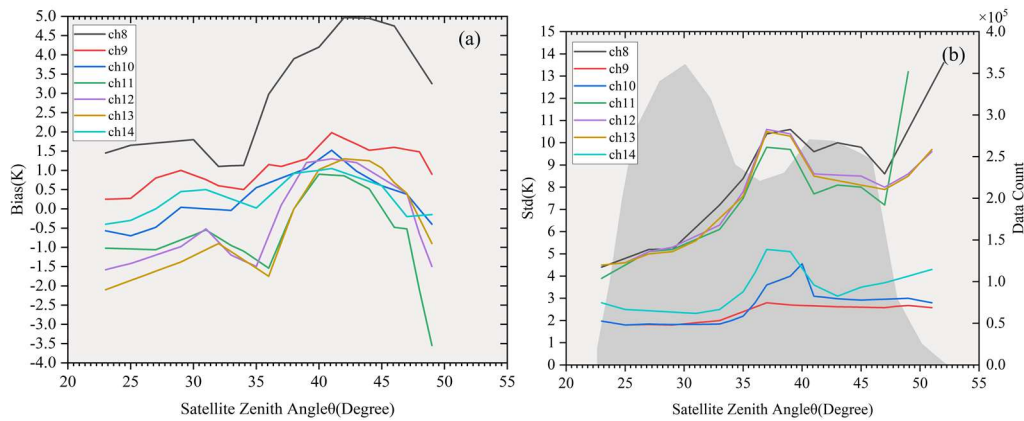 5.0
4.5
4.0
3.5
3.0
2.5
2.0
1.5
1.0
0.5
0.0
-0.5
-1.0
-1.5
-2.0
-2.5
-3.0
-3.5
-4.0
Bias(K)
ch8
ch9
ch10
ch11
ch12
ch13
ch14
(a)
20 25 30 35 40 45 50 55
Satellite Zenith Angleθ(Degree)
15
14
13
12
11
10
9
8
7
6
5
4
3
2
1
0
Std(K)
ch8
ch9
ch10
ch11
ch12
ch13
ch14
(b)
×10⁵
4.0
3.5
3.0
2.5
2.0
1.5
1.0
0.5
0.0
Data Count
20 25 30 35 40 45 50 55
Satellite Zenith Angleθ(Degree)